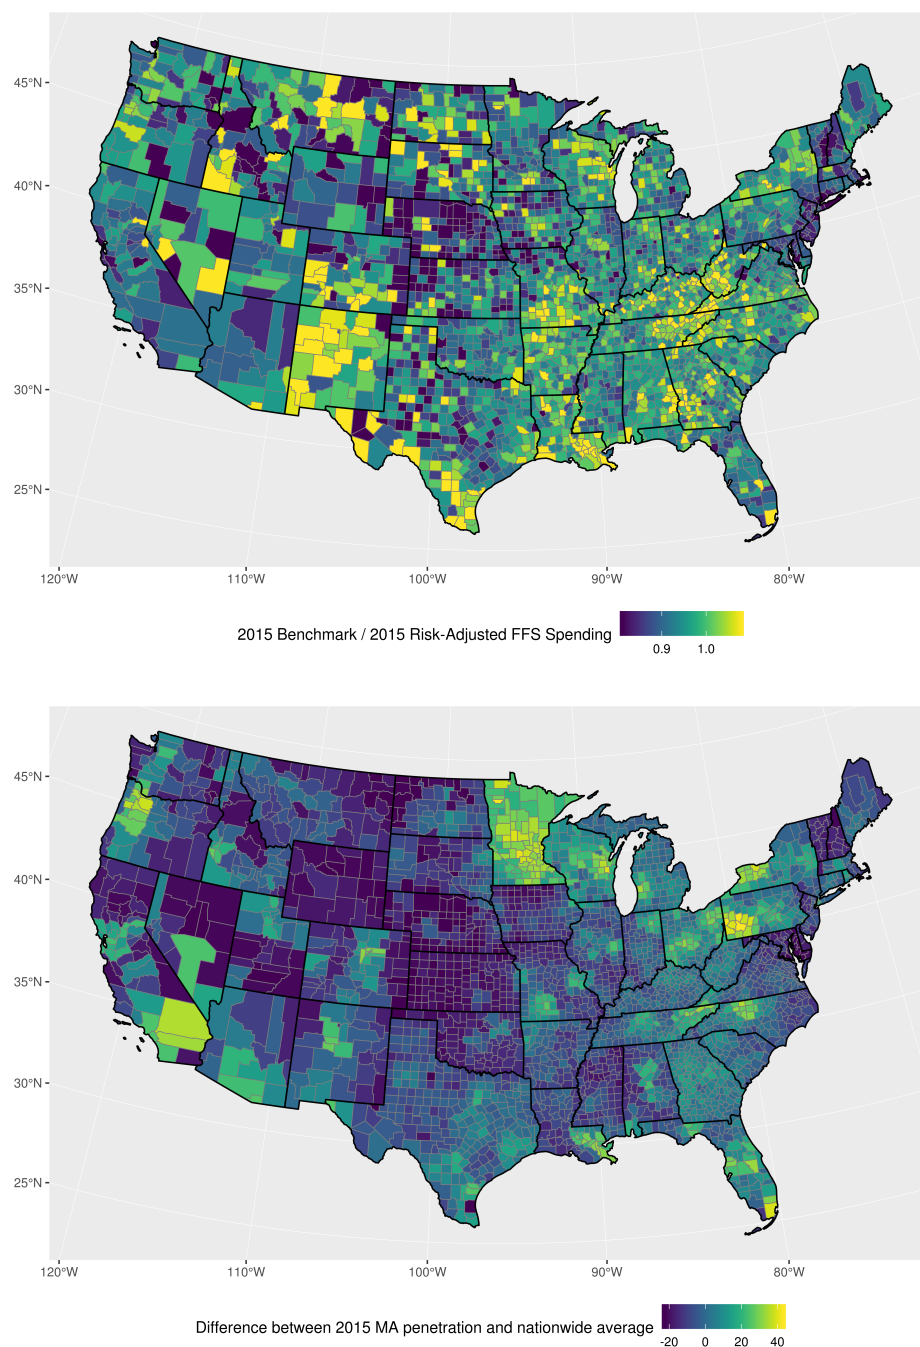 45°N
40°N
35°N
30°N
25°N
120°W 110°W 100°W 90°W 80°W
2015 Benchmark / 2015 Risk-Adjusted FFS Spending
0.9 1.0
45°N
40°N
35°N
30°N
25°N
120°W 110°W 100°W 90°W 80°W
Difference between 2015 MA penetration and nationwide average
-20 0 20 40